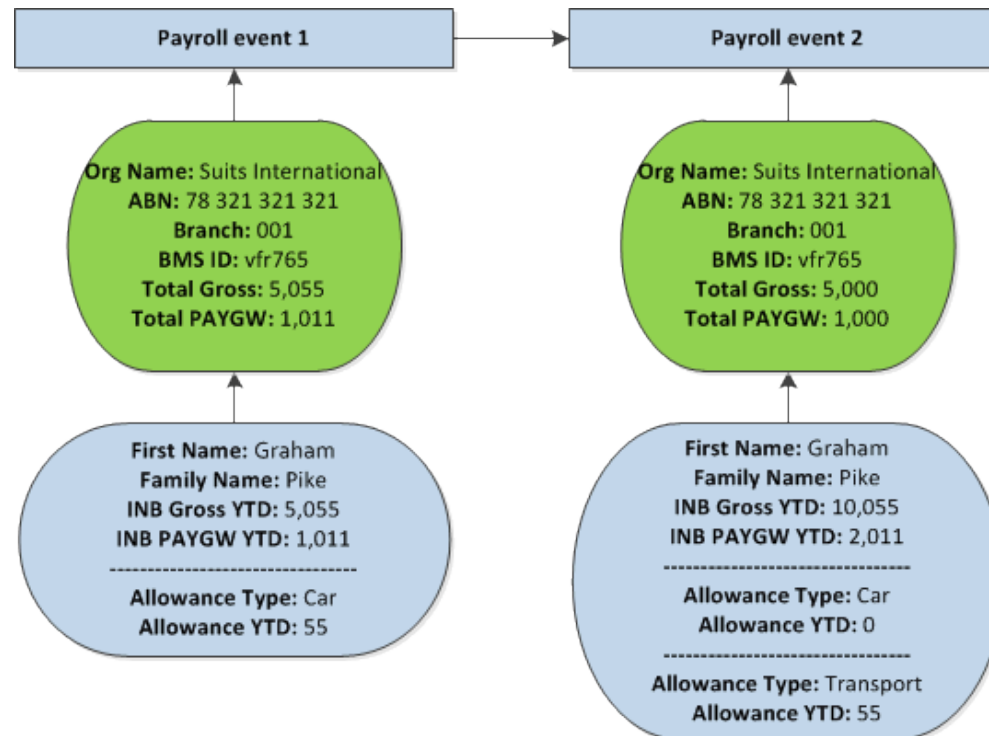 Payroll event 1
Payroll event 2
Org Name: Suits International
ABN: 78 321 321 321
Branch: 001
BMS ID: vfr765
Total Gross: 5,055
Total PAYGW: 1,011
Org Name: Suits International
ABN: 78 321 321 321
Branch: 001
BMS ID: vfr765
Total Gross: 5,000
Total PAYGW: 1,000
First Name: Graham
Family Name: Pike
INB Gross YTD: 5,055
INB PAYGW YTD: 1,011
---------------------------------
Allowance Type: Car
Allowance YTD: 55
First Name: Graham
Family Name: Pike
INB Gross YTD: 10,055
INB PAYGW YTD: 2,011
---------------------------------
Allowance Type: Car
Allowance YTD: 0
---------------------------------
Allowance Type: Transport
Allowance YTD: 55